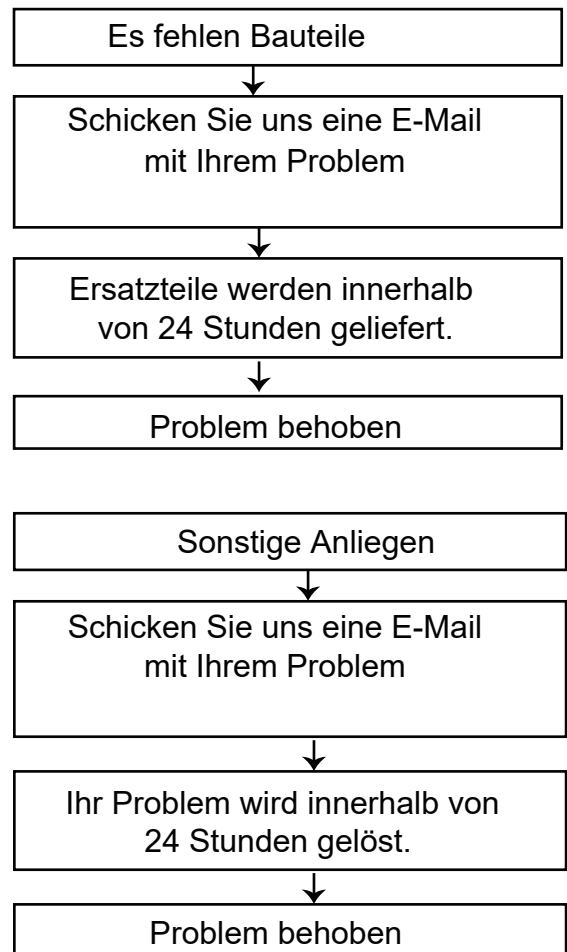 Es fehlen Bauteile
Schicken Sie uns eine E-Mail
mit Ihrem Problem
Ersatzteile werden innerhalb
von 24 Stunden geliefert.
Problem behoben
Sonstige Anliegen
Schicken Sie uns eine E-Mail
mit Ihrem Problem
Ihr Problem wird innerhalb von
24 Stunden gelöst.
Problem behoben